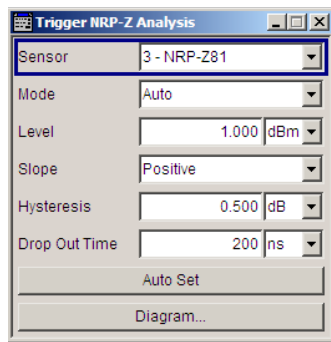 Trigger NRP-Z Analysis
Sensor 3 - NRP-Z81
Mode Auto
Level 1.000 dBm
Slope Positive
Hysteresis 0.500 dB
Drop Out Time 200 ns
Auto Set
Diagram...